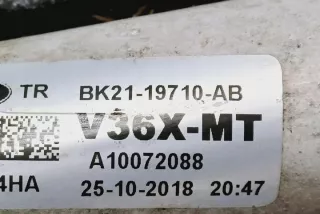 TR BK21-19710-AB
V36X-MT
A10072088
4HA 25-10-2018 20:47